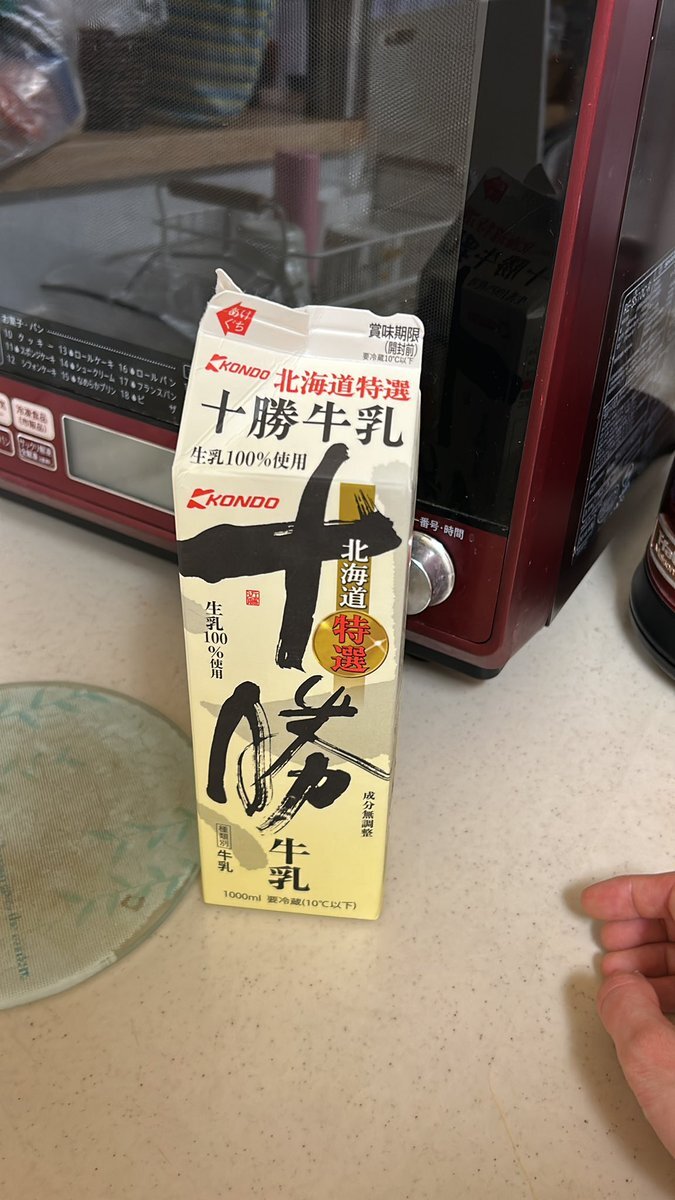 あけ
ぐち
賞味期限
(開封前)
要冷蔵10℃以下
KONDO 北海道特選
十勝牛乳
生乳100%使用
KONDO
十勝
北海道
特選
生乳100%使用
成分無調整
種類別
牛乳
牛乳
1000ml 要冷蔵(10℃以下)
お菓子・パン
10 クッキー 13 ロールケーキ 16 ロールパン
11 スポンジケーキ 14 シュークリーム 17 フランスパン
12 シフォンケーキ 15 なめらかプリン 18 ピ ザ
冷凍食品
(市販品)
番号・時間